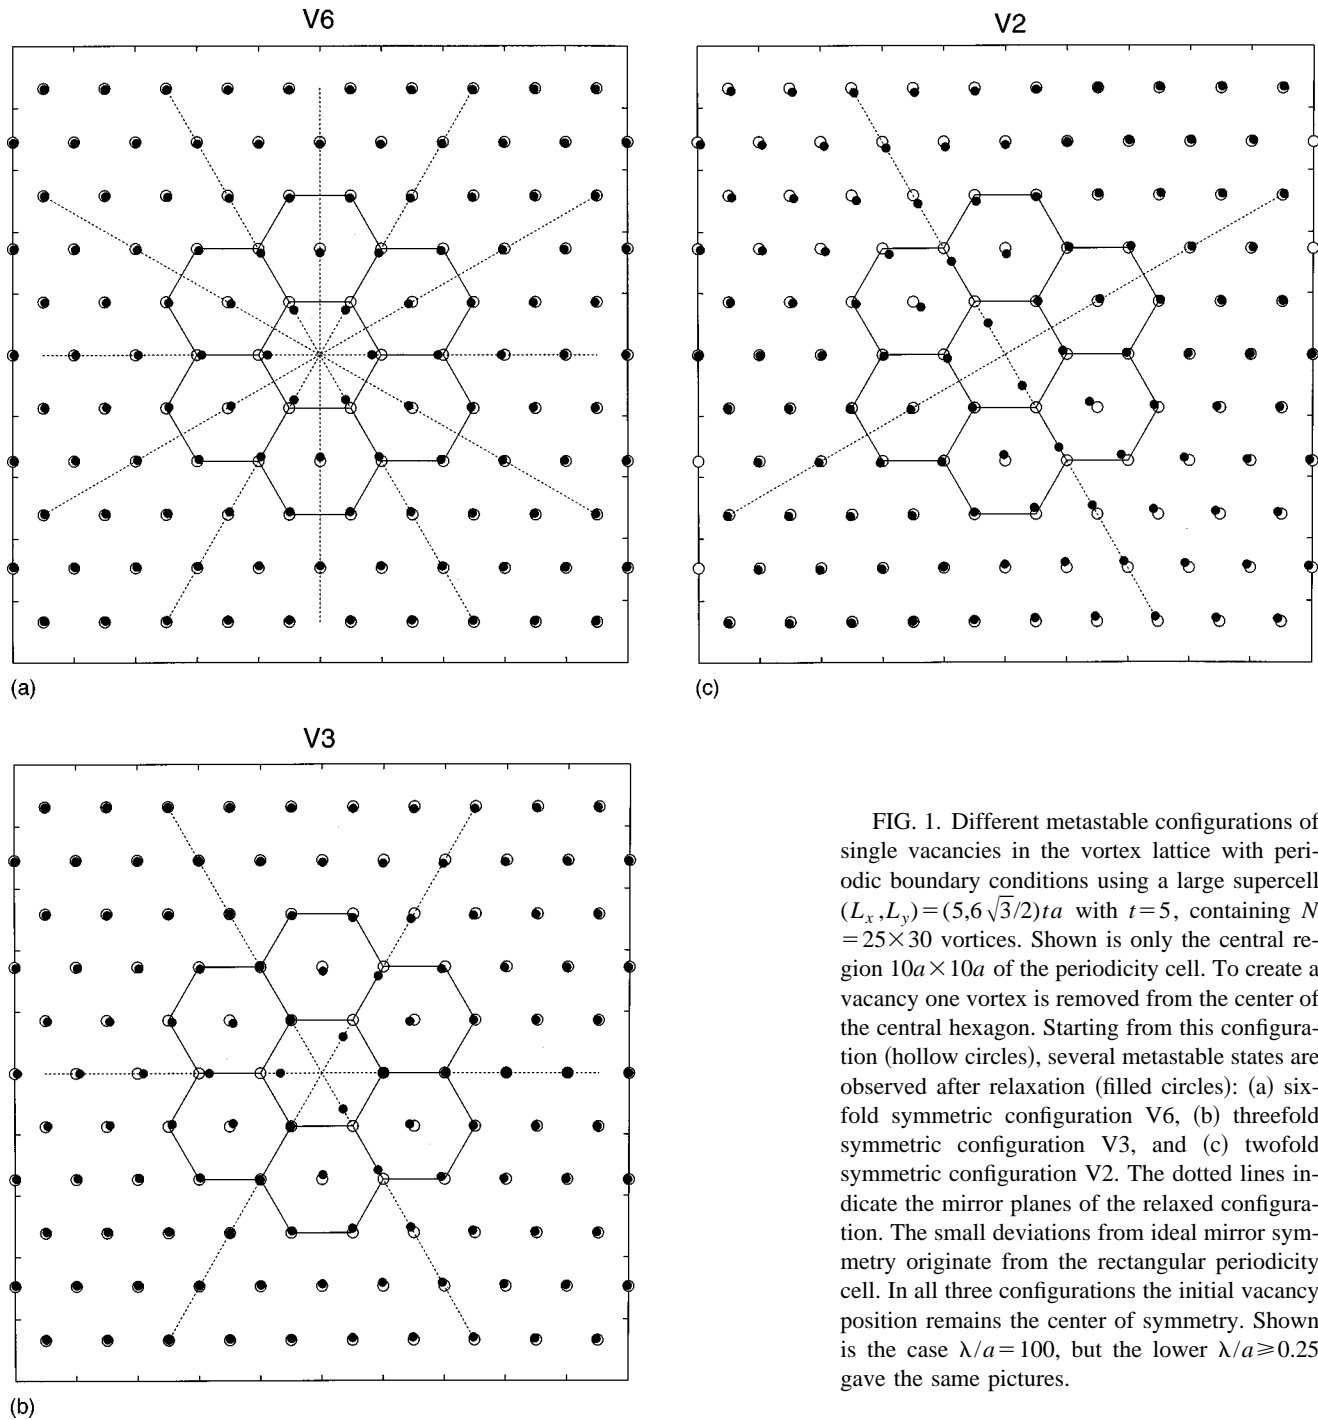 V6
(a)
V2
(c)
V3
(b)
FIG. 1. Different metastable configurations of
single vacancies in the vortex lattice with peri-
odic boundary conditions using a large supercell
(Lx,Ly)=(5,6√3/2)ta with t=5, containing N
=25×30 vortices. Shown is only the central re-
gion 10a×10a of the periodicity cell. To create a
vacancy one vortex is removed from the center of
the central hexagon. Starting from this configura-
tion (hollow circles), several metastable states are
observed after relaxation (filled circles): (a) six-
fold symmetric configuration V6, (b) threefold
symmetric configuration V3, and (c) twofold
symmetric configuration V2. The dotted lines in-
dicate the mirror planes of the relaxed configura-
tion. The small deviations from ideal mirror sym-
metry originate from the rectangular periodicity
cell. In all three configurations the initial vacancy
position remains the center of symmetry. Shown
is the case λ/a=100, but the lower λ/a≥0.25
gave the same pictures.